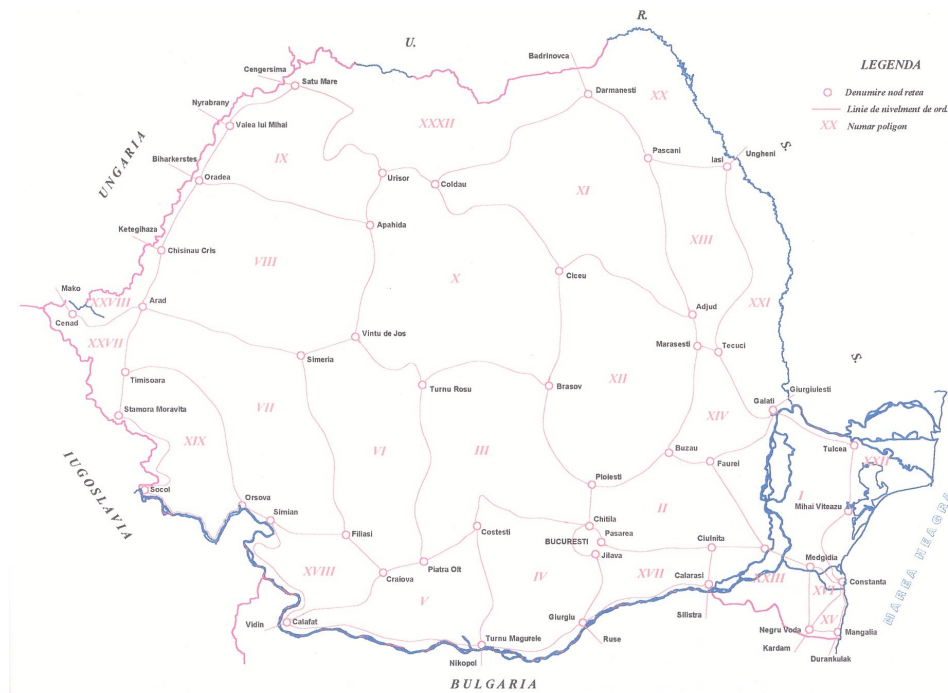 U.
R.
Badrinovca
Cengersima
Satu Mare
LEGENDA
Darmanesti
XX
Denumire nod retea
Nyrabrany
Linie de nivelment de ord.
Valea lui Mihai
XXXII
XX Numar poligon
UNGARIA
Pascani
Iasi
Ungheni
S.
Biharkerstes
IX
Oradea
Urisor
Coldau
XI
Apahida
Ketegihaza
Chisinau Cris
XIII
VIII
X
Ciceu
Mako
XXVIII
Arad
XXI
Cenad
Adjud
Vintu de Jos
XXVII
Simeria
Marasesti
Tecuci
S.
Timisoara
XII
Turnu Rosu
Brasov
Giurgiulesti
Galati
Stamora Moravita
VII
XIV
XIX
VI
III
Buzau
Tulcea
Faurei
XXII
IUGOSLAVIA
Socol
Ploiesti
I
Orsova
Mihai Viteazu
Simian
II
Chitila
Costesti
Filiasi
Pasarea
BUCURESTI
Ciulnita
Jilava
Medgidia
Piatra Olt
XVIII
Craiova
IV
XVII
Calarasi
XXIII
Constanta
V
XVI
MAREA NEAGRA
Silistra
XV
Vidin
Calafat
Giurgiu
Negru Voda
Mangalia
Turnu Magurele
Ruse
Kardam
Durankulak
Nikopol
BULGARIA